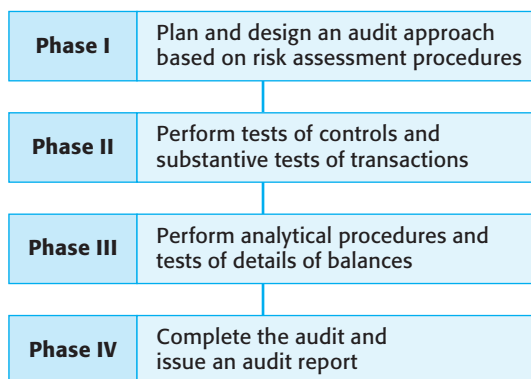 Phase I
Plan and design an audit approach
based on risk assessment procedures
Phase II
Perform tests of controls and
substantive tests of transactions
Phase III
Perform analytical procedures and
tests of details of balances
Phase IV
Complete the audit and
issue an audit report